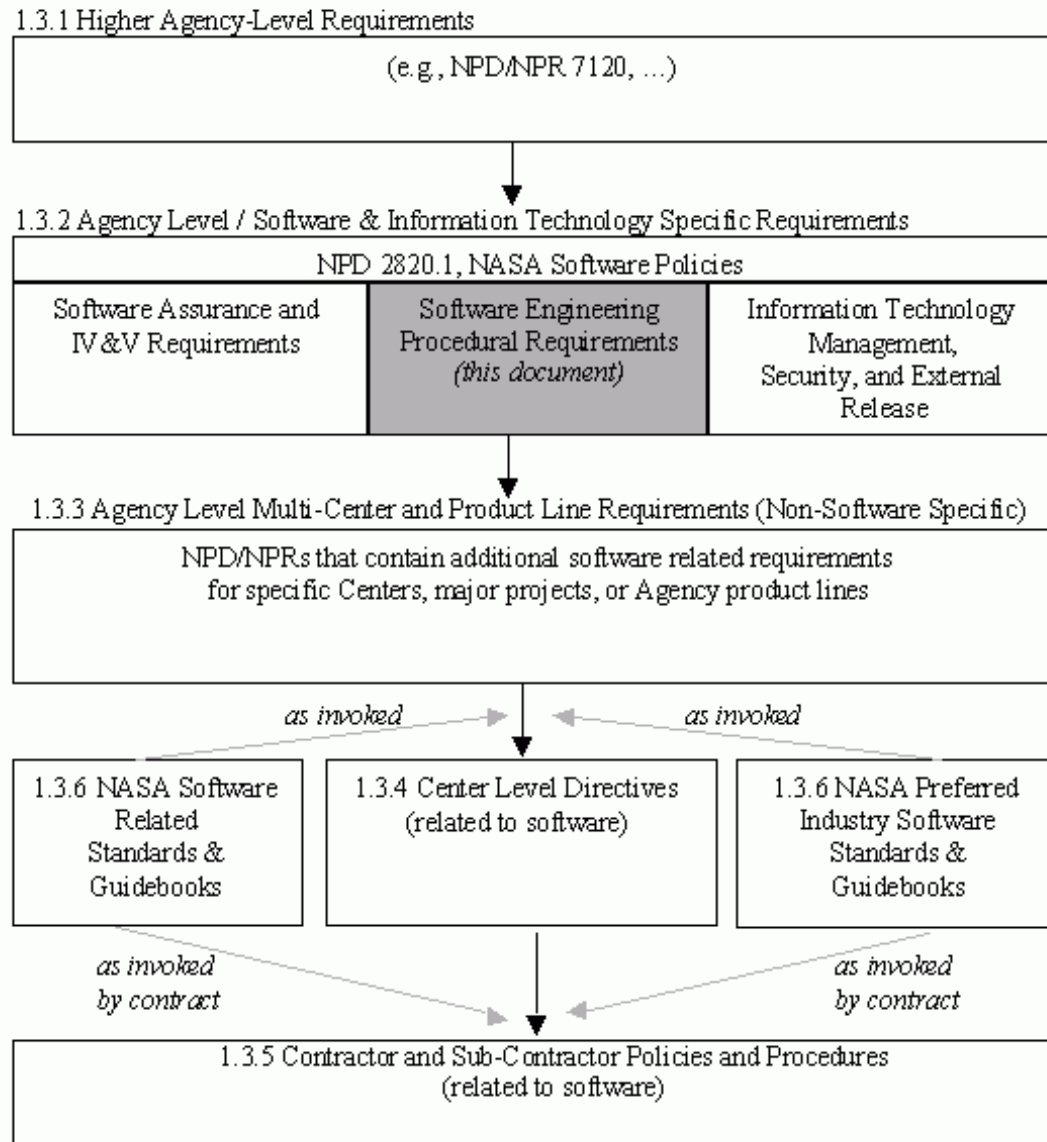 1.3.1 Higher Agency-Level Requirements
(e.g., NPD/NPR 7120, ...)
1.3.2 Agency Level / Software & Information Technology Specific Requirements
NPD 2820.1, NASA Software Policies
Software Assurance and
IV&V Requirements
Software Engineering
Procedural Requirements
(this document)
Information Technology
Management,
Security, and External
Release
1.3.3 Agency Level Multi-Center and Product Line Requirements (Non-Software Specific)
NPD/NPRs that contain additional software related requirements
for specific Centers, major projects, or Agency product lines
as invoked
as invoked
1.3.6 NASA Software
Related
Standards &
Guidebooks
1.3.4 Center Level Directives
(related to software)
1.3.6 NASA Preferred
Industry Software
Standards &
Guidebooks
as invoked
by contract
as invoked
by contract
1.3.5 Contractor and Sub-Contractor Policies and Procedures
(related to software)